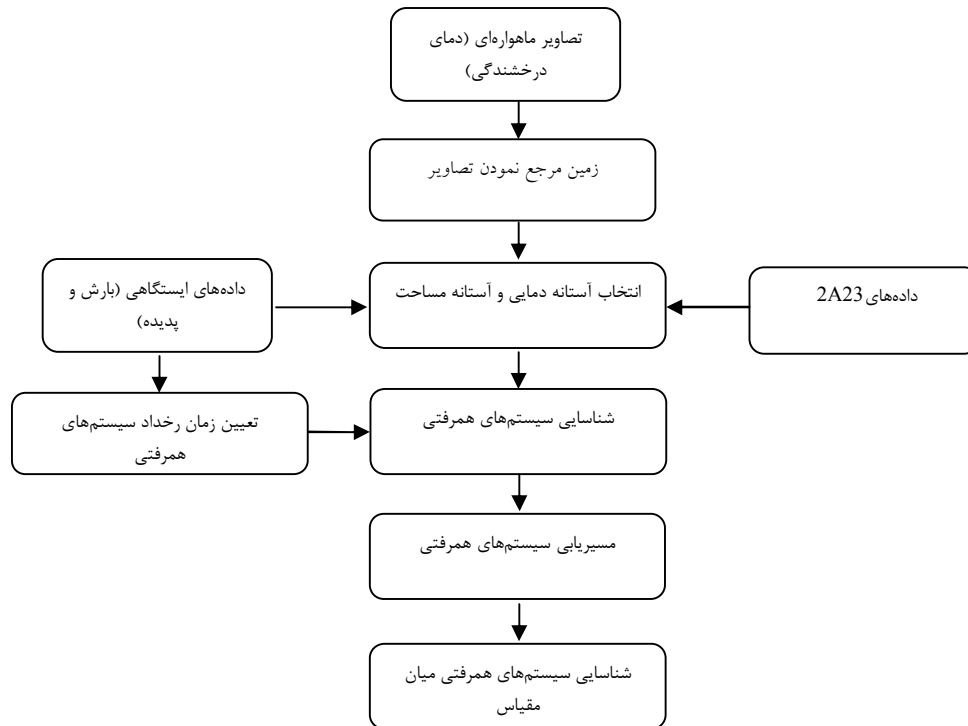 تصاویر ماهواره‌ای (دمای
درخشندگی)
زمین مرجع نمودن تصاویر
داده‌های ایستگاهی (بارش و
پدیده)
انتخاب آستانه دمایی و آستانه مساحت
داده‌های 2A23
تعیین زمان رخداد سیستم‌های
همرفتی
شناسایی سیستم‌های همرفتی
مسیریابی سیستم‌های همرفتی
شناسایی سیستم‌های همرفتی میان
مقیاس